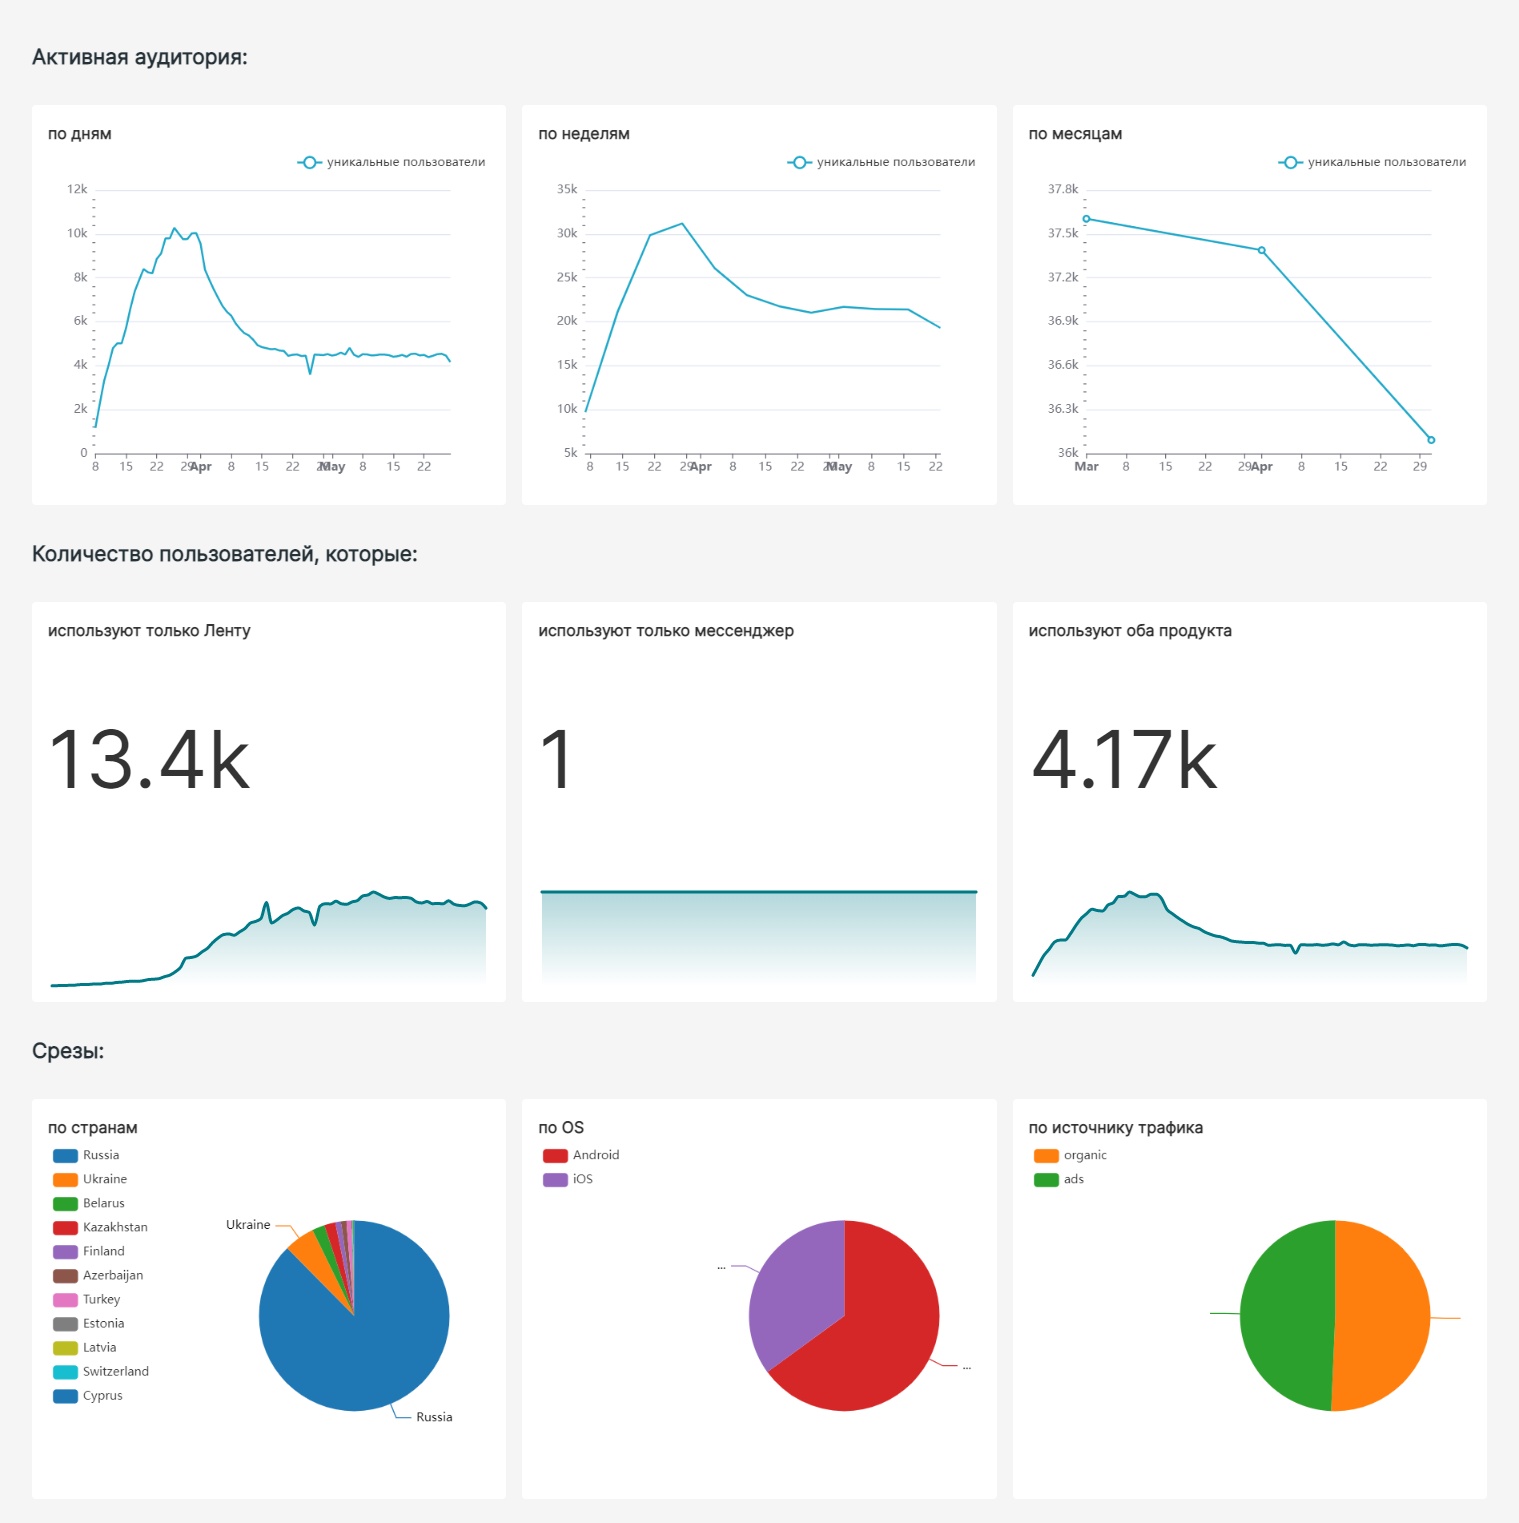 Активная аудитория:
по дням
уникальные пользователи
12k
10k
8k
6k
4k
2k
0
8 15 22 29 Apr 8 15 22 29 May 8 15 22
по неделям
уникальные пользователи
35k
30k
25k
20k
15k
10k
5k
8 15 22 29 Apr 8 15 22 29 May 8 15 22
по месяцам
уникальные пользователи
37.8k
37.5k
37.2k
36.9k
36.6k
36.3k
36k
Mar 8 15 22 29 Apr 8 15 22 29
Количество пользователей, которые:
используют только Ленту
13.4k
используют только мессенджер
1
используют оба продукта
4.17k
Срезы:
по странам
Russia
Ukraine
Belarus
Kazakhstan
Finland
Azerbaijan
Turkey
Estonia
Latvia
Switzerland
Cyprus
Ukraine
Russia
по OS
Android
iOS
...
...
по источнику трафика
organic
ads